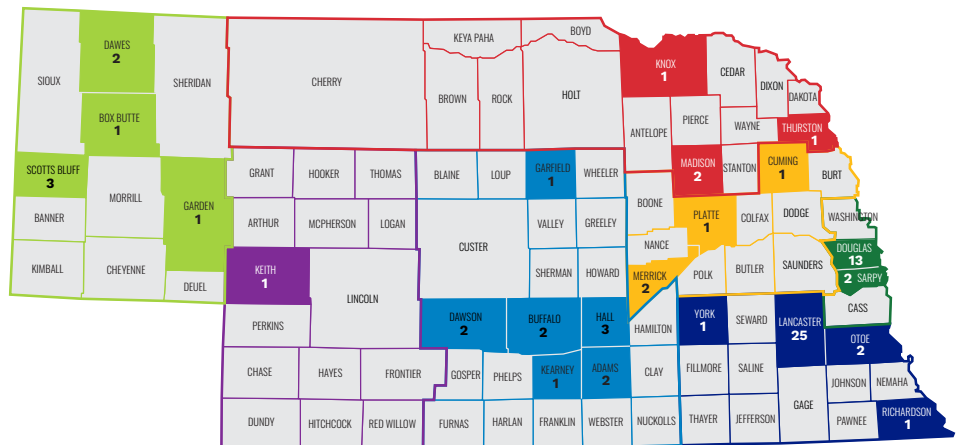 SIOUX
DAWES
2
SHERIDAN
BOX BUTTE
1
SCOTTS BLUFF
3
MORRILL
GARDEN
1
BANNER
KIMBALL
CHEYENNE
DEUEL
CHERRY
KEYA PAHA
BOYD
BROWN
ROCK
HOLT
KNOX
1
CEDAR
DIXON
DAKOTA
ANTELOPE
PIERCE
WAYNE
THURSTON
1
MADISON
2
STANTON
CUMING
1
BURT
GRANT
HOOKER
THOMAS
ARTHUR
MCPHERSON
LOGAN
KEITH
1
LINCOLN
PERKINS
CHASE
HAYES
FRONTIER
DUNDY
HITCHCOCK
RED WILLOW
BLAINE
LOUP
GARFIELD
1
WHEELER
CUSTER
VALLEY
GREELEY
SHERMAN
HOWARD
DAWSON
2
BUFFALO
2
HALL
3
HAMILTON
GOSPER
PHELPS
KEARNEY
1
ADAMS
2
CLAY
FURNAS
HARLAN
FRANKLIN
WEBSTER
NUCKOLLS
BOONE
PLATTE
1
COLFAX
DODGE
WASHINGTON
NANCE
MERRICK
2
POLK
BUTLER
SAUNDERS
DOUGLAS
13
2 SARPY
CASS
YORK
1
SEWARD
LANCASTER
25
OTOE
2
FILLMORE
SALINE
GAGE
JOHNSON
NEMAHA
THAYER
JEFFERSON
PAWNEE
RICHARDSON
1